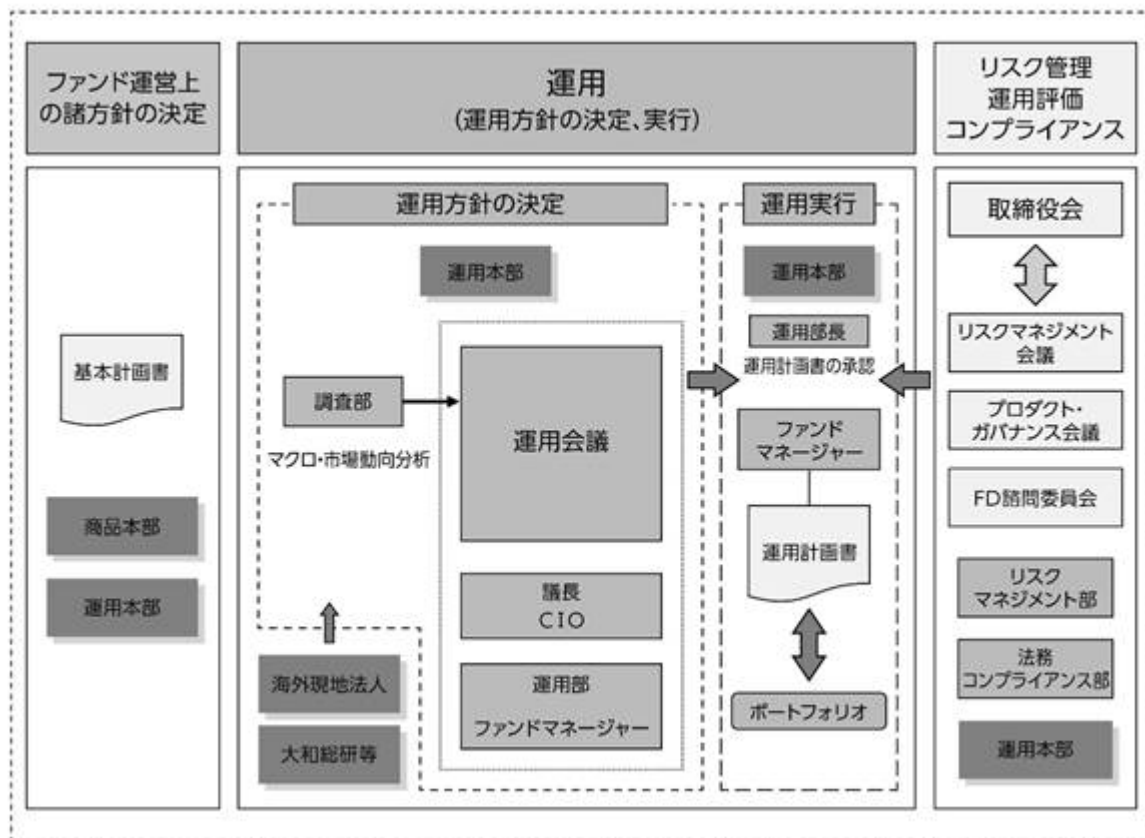 ファンド運営上
の諸方針の決定
運用
(運用方針の決定、実行)
リスク管理
運用評価
コンプライアンス
基本計画書
商品本部
運用本部
運用方針の決定
運用本部
調査部
マクロ・市場動向分析
運用会議
議長
CIO
運用部
ファンドマネージャー
海外現地法人
大和総研等
運用実行
運用本部
運用部長
運用計画書の承認
ファンド
マネージャー
運用計画書
ポートフォリオ
取締役会
リスクマネジメント
会議
プロダクト・
ガバナンス会議
FD諮問委員会
リスク
マネジメント部
法務
コンプライアンス部
運用本部